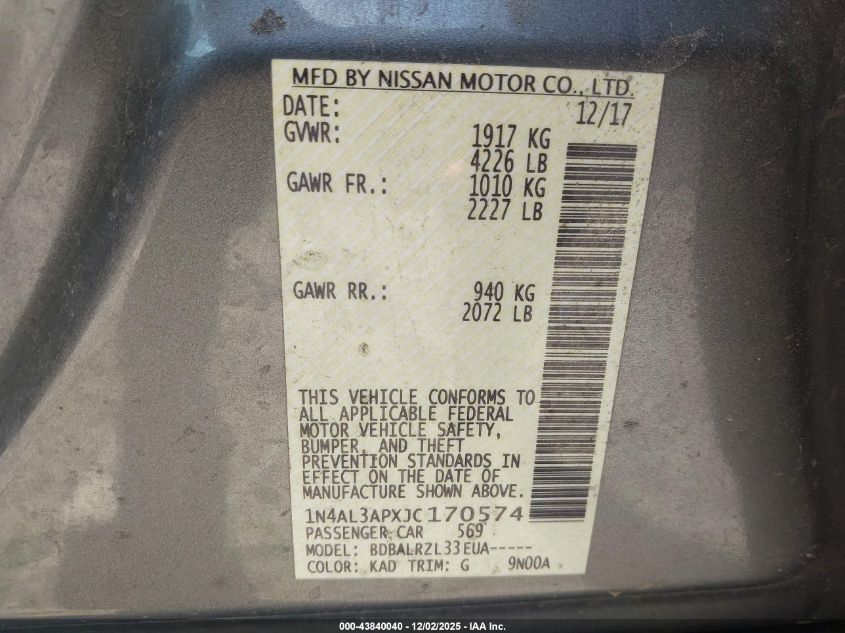 MFD BY NISSAN MOTOR CO., LTD.
DATE: 12/17
GVWR: 1917 KG
4226 LB
GAWR FR.: 1010 KG
2227 LB
GAWR RR.: 940 KG
2072 LB
THIS VEHICLE CONFORMS TO
ALL APPLICABLE FEDERAL
MOTOR VEHICLE SAFETY,
BUMPER, AND THEFT
PREVENTION STANDARDS IN
EFFECT ON THE DATE OF
MANUFACTURE SHOWN ABOVE.
1N4AL3APXJC170574
PASSENGER CAR 569
MODEL: BDBALRZL33EUA-----
COLOR: KAD TRIM: G 9N00A
000-43840040 - 12/02/2025 - IAA Inc.